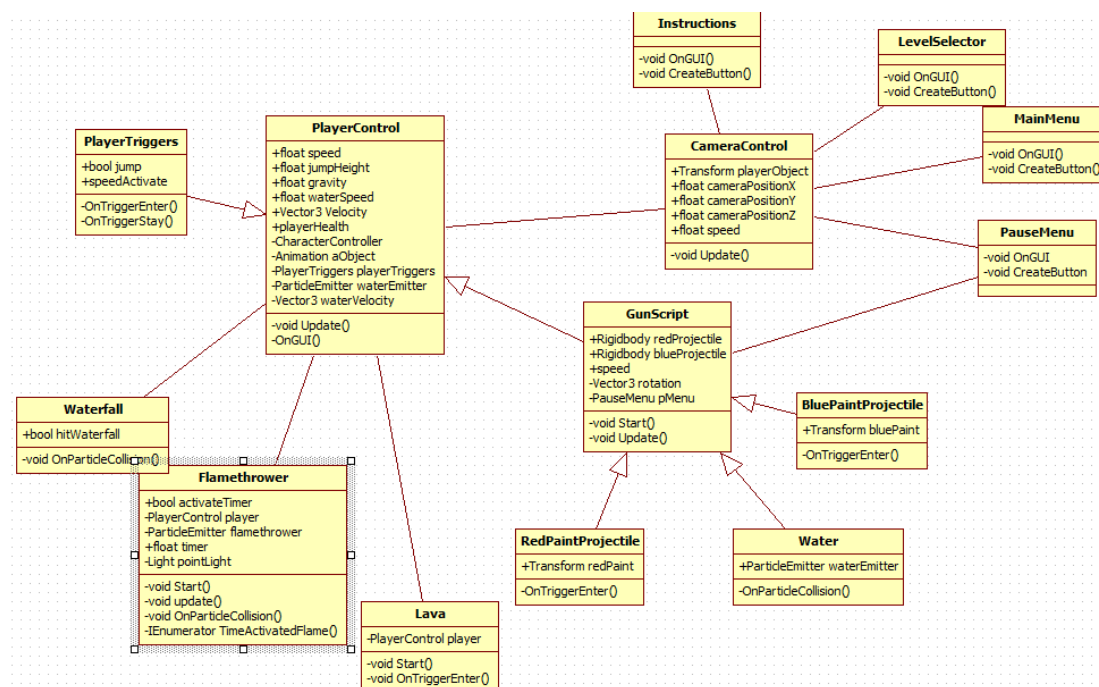 Instructions
-void OnGUI()
-void CreateButton()
LevelSelector
-void OnGUI()
-void CreateButton()
MainMenu
-void OnGUI()
-void CreateButton()
PlayerControl
+float speed
+float jumpHeight
+float gravity
+float waterSpeed
+Vector3 Velocity
+playerHealth
-CharacterController
-Animation aObject
-PlayerTriggers playerTriggers
-ParticleEmitter waterEmitter
-Vector3 waterVelocity
-void Update()
-OnGUI()
PlayerTriggers
+bool jump
+speedActivate
-OnTriggerEnter()
-OnTriggerStay()
CameraControl
+Transform playerObject
+float cameraPositionX
+float cameraPositionY
+float cameraPositionZ
+float speed
-void Update()
PauseMenu
-void OnGUI
-void CreateButton
GunScript
+Rigidbody redProjectile
+Rigidbody blueProjectile
+speed
-Vector3 rotation
-PauseMenu pMenu
-void Start()
-void Update()
BluePaintProjectile
+Transform bluePaint
-OnTriggerEnter()
Waterfall
+bool hitWaterfall
-void OnParticleCollision()
Flamethrower
+bool activateTimer
-PlayerControl player
-ParticleEmitter flamethrower
+float timer
-Light pointLight
-void Start()
-void update()
-void OnParticleCollision()
-IEnumerator TimeActivatedFlame()
RedPaintProjectile
+Transform redPaint
-OnTriggerEnter()
Water
+ParticleEmitter waterEmitter
-OnParticleCollision()
Lava
-PlayerControl player
-void Start()
-void OnTriggerEnter()